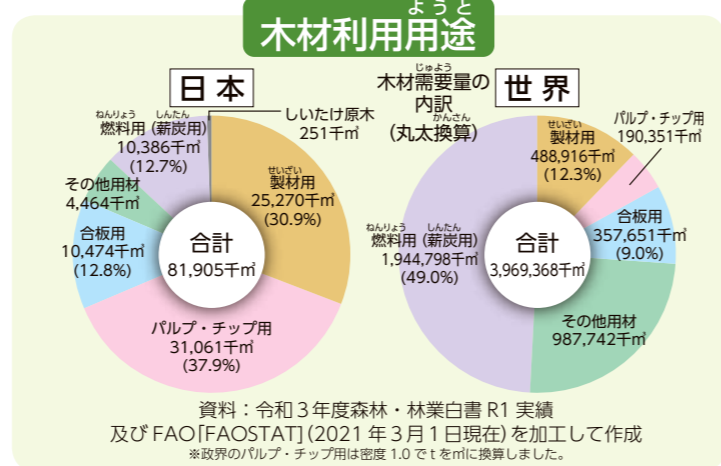 ようと
木材利用用途
日本
じゅよう
木材需要量の
内訳
かんさん
(丸太換算)
世界
ねんりょう しんたん
燃料用(薪炭用)
10,386千㎥
(12.7%)
しいたけ原木
251千㎥
せいざい
製材用
25,270千㎥
(30.9%)
その他用材
4,464千㎥
合板用
10,474千㎥
(12.8%)
合計
81,905千㎥
パルプ・チップ用
31,061千㎥
(37.9%)
せいざい
製材用
488,916千㎥
(12.3%)
パルプ・チップ用
190,351千㎥
合板用
357,651千㎥
(9.0%)
ねんりょう しんたん
燃料用(薪炭用)
1,944,798千㎥
(49.0%)
合計
3,969,368千㎥
その他用材
987,742千㎥
資料:令和3年度森林・林業白書 R1 実績
及び FAO「FAOSTAT」(2021 年3月1日現在)を加工して作成
※政界のパルプ・チップ用は密度 1.0 で t を㎥に換算しました。